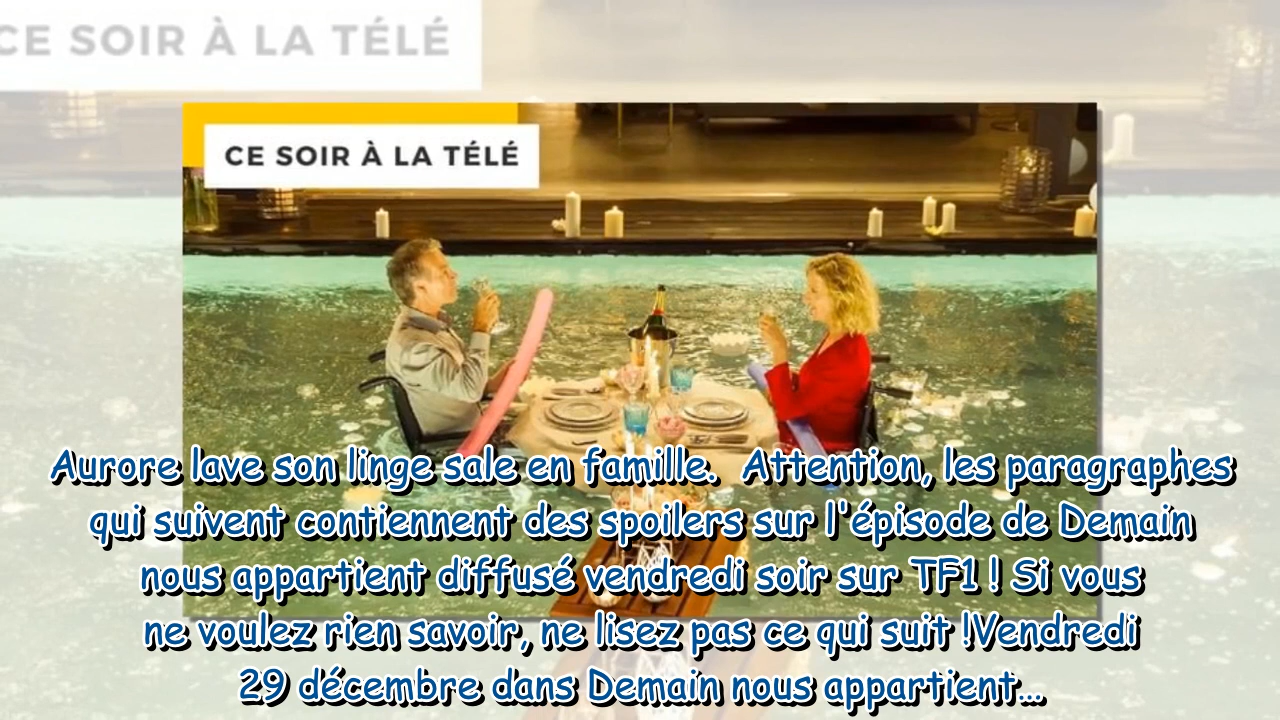 CE SOIR À LA TÉLÉ
CE SOIR À LA TÉLÉ
Aurore lave son linge sale en famille.  Attention, les paragraphes
qui suivent contiennent des spoilers sur l'épisode de Demain
nous appartient diffusé vendredi soir sur TF1 ! Si vous
ne voulez rien savoir, ne lisez pas ce qui suit !Vendredi
29 décembre dans Demain nous appartient...